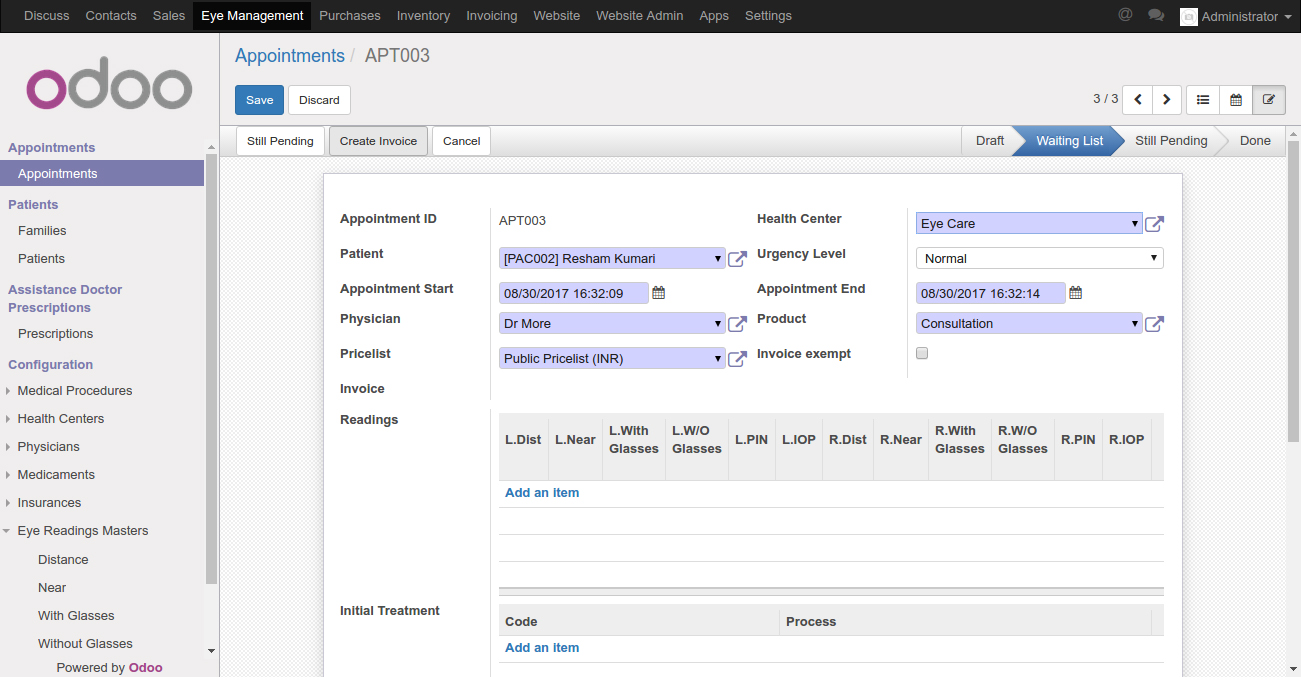 Discuss Contacts Sales Eye Management Purchases Inventory Invoicing Website Website Admin Apps Settings @ Administrator
odoo
Appointments / APT003
Save Discard 3 / 3
Still Pending Create Invoice Cancel Draft Waiting List Still Pending Done
Appointments
Appointments
Patients
Families
Patients
Assistance Doctor
Prescriptions
Prescriptions
Configuration
Medical Procedures
Health Centers
Physicians
Medicaments
Insurances
Eye Readings Masters
Distance
Near
With Glasses
Without Glasses
Powered by Odoo
Appointment ID APT003 Health Center Eye Care
Patient [PAC002] Resham Kumari Urgency Level Normal
Appointment Start 08/30/2017 16:32:09 Appointment End 08/30/2017 16:32:14
Physician Dr More Product Consultation
Pricelist Public Pricelist (INR) Invoice exempt
Invoice
Readings
L.Dist L.Near L.With Glasses L.W/O Glasses L.PIN L.IOP R.Dist R.Near R.With Glasses R.W/O Glasses R.PIN R.IOP
Add an item
Initial Treatment
Code Process
Add an item